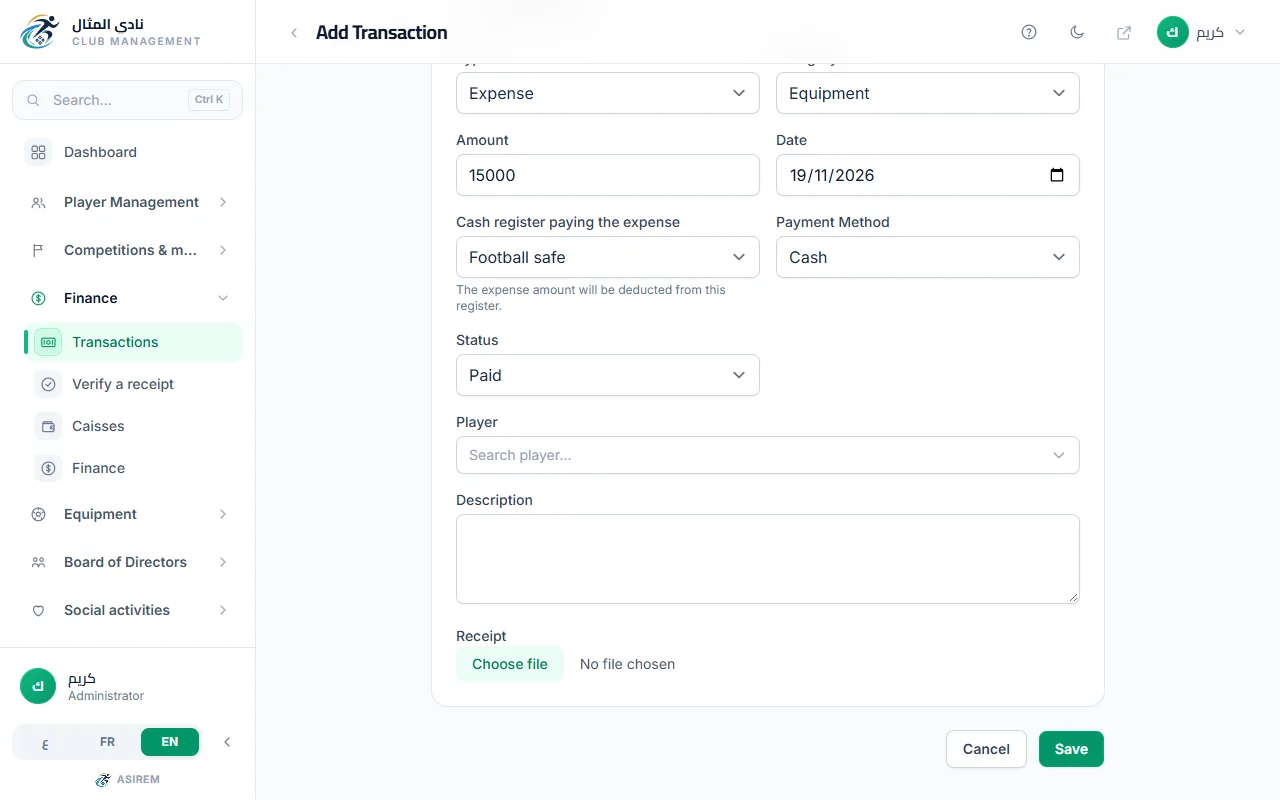 نادي المثال
CLUB MANAGEMENT
Search...
Ctrl K
Dashboard
Player Management
Competitions & m...
Finance
Transactions
Verify a receipt
Caisses
Finance
Equipment
Board of Directors
Social activities
ك
كريم
Administrator
ع
FR
EN
ASIREM
Add Transaction
ك
كريم
Expense
Equipment
Amount
Date
15000
19/11/2026
Cash register paying the expense
Payment Method
Football safe
Cash
The expense amount will be deducted from this
register.
Status
Paid
Player
Search player...
Description
Receipt
Choose file
No file chosen
Cancel
Save